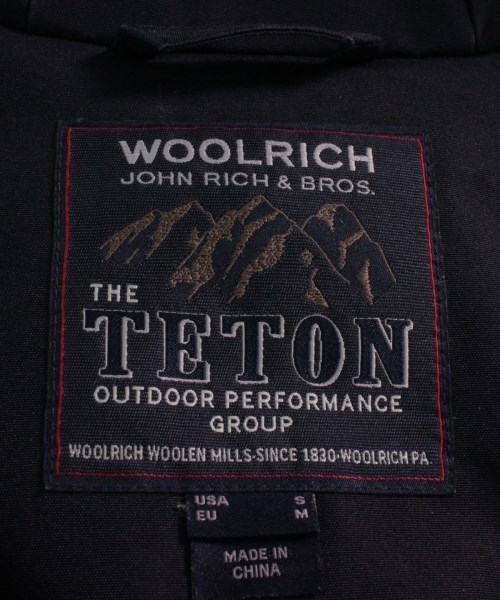 WOOLRICH
JOHN RICH & BROS.
THE
TETON
OUTDOOR PERFORMANCE
GROUP
WOOLRICH WOOLEN MILLS·SINCE 1830·WOOLRICH PA.
USA S
EU M
MADE IN
CHINA